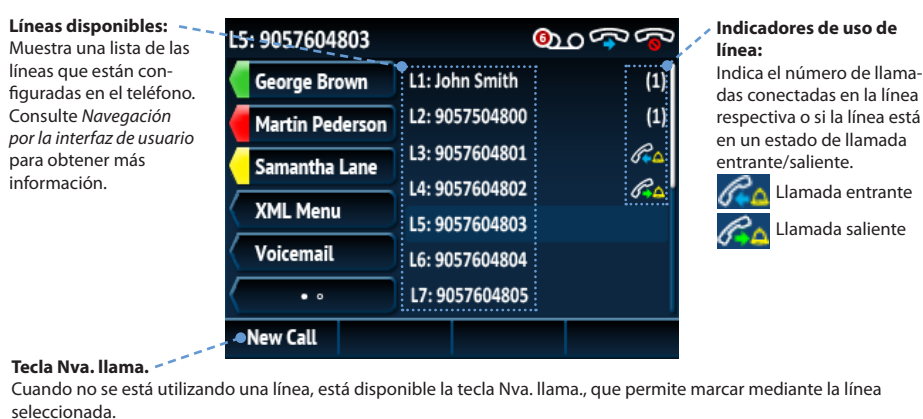 Líneas disponibles:
Muestra una lista de las
líneas que están con-
figuradas en el teléfono.
Consulte Navegación
por la interfaz de usuario
para obtener más
información.
L5: 9057604803
6
George Brown
Martin Pederson
Samantha Lane
XML Menu
Voicemail
L1: John Smith (1)
L2: 9057504800 (1)
L3: 9057604801
L4: 9057604802
L5: 9057604803
L6: 9057604804
L7: 9057604805
New Call
Indicadores de uso de
línea:
Indica el número de llama-
das conectadas en la línea
respectiva o si la línea está
en un estado de llamada
entrante/saliente.
Llamada entrante
Llamada saliente
Tecla Nva. llama.
Cuando no se está utilizando una línea, está disponible la tecla Nva. llama., que permite marcar mediante la línea
seleccionada.